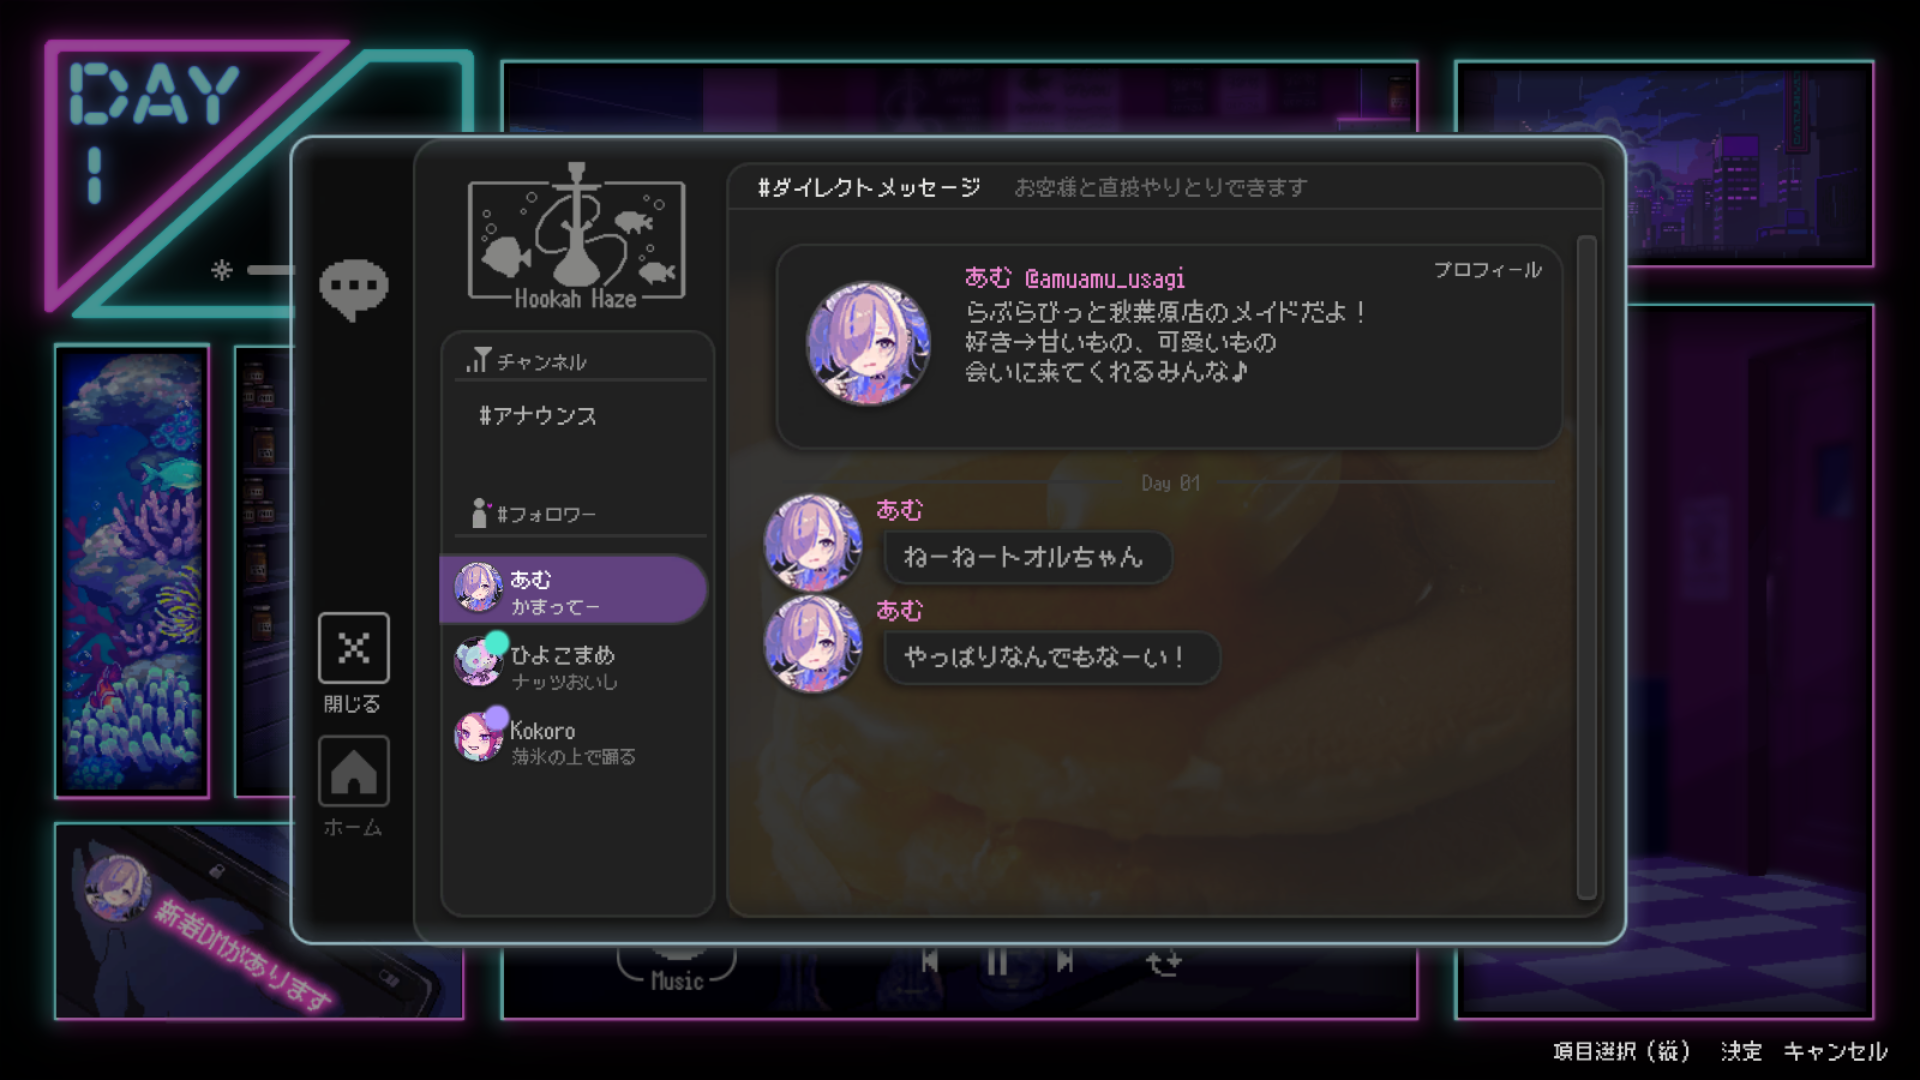 DAY
1
Hookah Haze
チャンネル
#アナウンス
#フォロワー
あむ
かまってー
ひよこまめ
ナッツおいし
Kokoro
薄氷の上で踊る
閉じる
ホーム
#ダイレクトメッセージ お客様と直接やりとりできます
プロフィール
あむ @amuamu_usagi
らぶらびっと秋葉原店のメイドだよ！
好き→甘いもの、可愛いもの
会いに来てくれるみんな♪
Day 01
あむ
ねーねートオルちゃん
あむ
やっぱりなんでもなーい！
新着DMがあります
Music
項目選択（縦） 決定 キャンセル